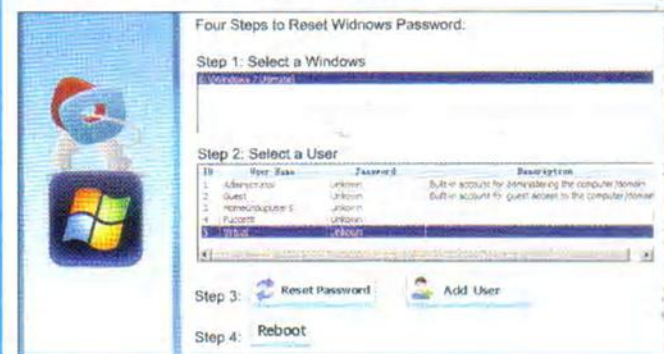 Four Steps to Reset Widnows Password:
Step 1: Select a Windows
Step 2: Select a User
ID User Name Password Description
1 Administrator Unknown Built-in account for administering the computer/domain
2 Guest Unknown Built-in account for guest access to the computer/domain
3 Unknown
4 Unknown
5 Unknown
Step 3: Reset Password Add User
Step 4: Reboot